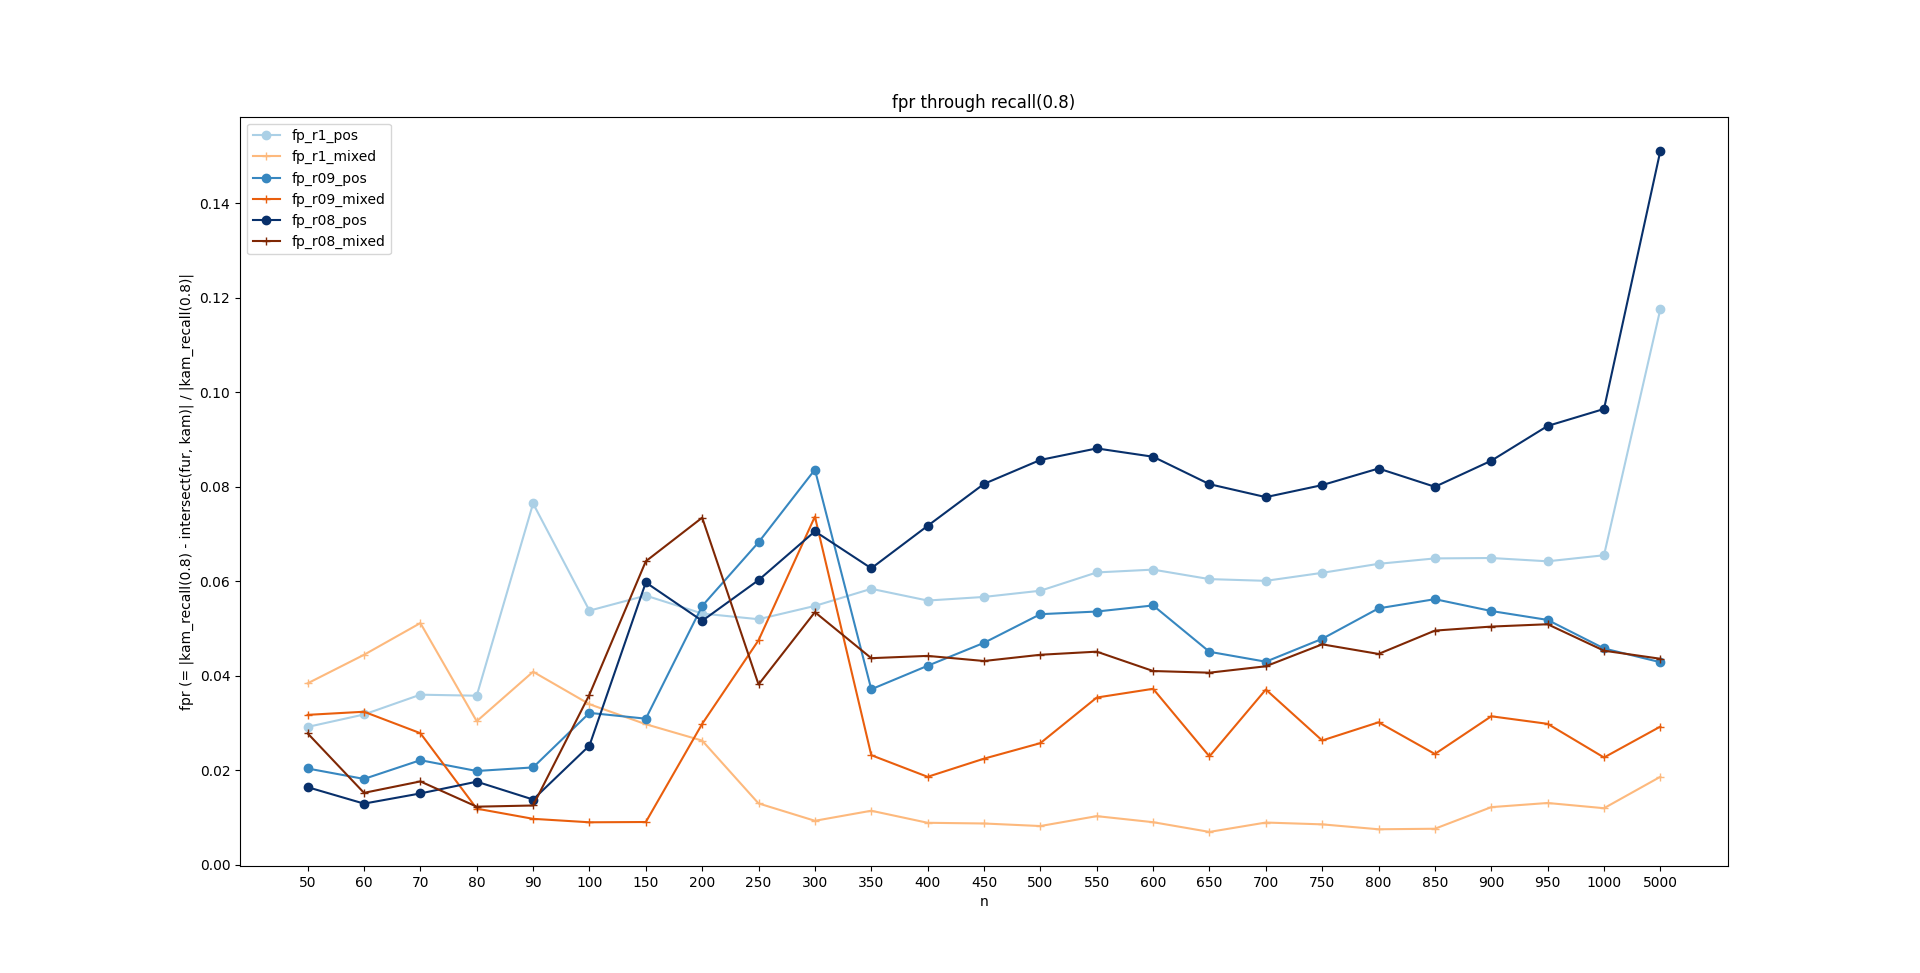 fpr through recall(0.8)
fp_r1_pos
fp_r1_mixed
fp_r09_pos
fp_r09_mixed
fp_r08_pos
fp_r08_mixed
fpr (= |kam_recall(0.8) - intersect(fur, kam)| / |kam_recall(0.8)|
0.14
0.12
0.10
0.08
0.06
0.04
0.02
0.00
50 60 70 80 90 100 150 200 250 300 350 400 450 500 550 600 650 700 750 800 850 900 950 1000 5000
n